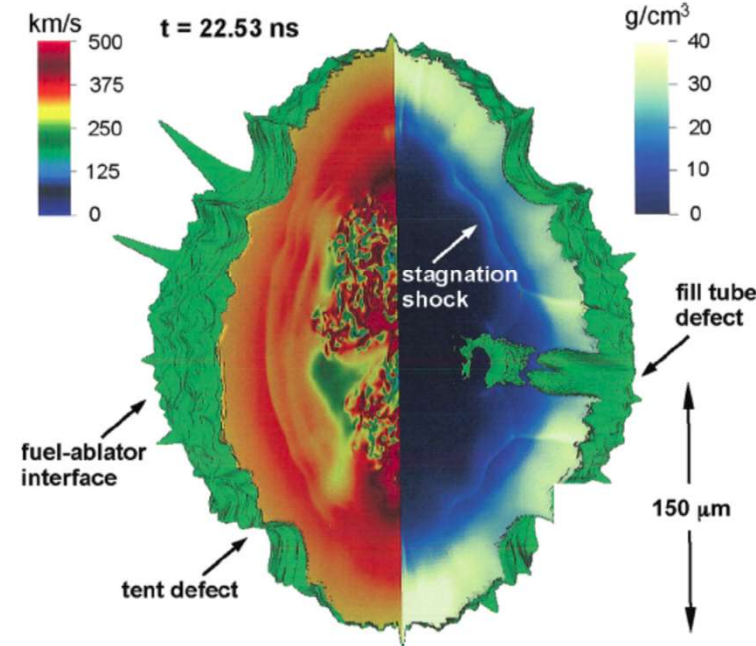 km/s
t = 22.53 ns
g/cm³
500
375
250
125
0
40
30
20
10
0
stagnation
shock
fill tube
defect
fuel-ablator
interface
150 μm
tent defect